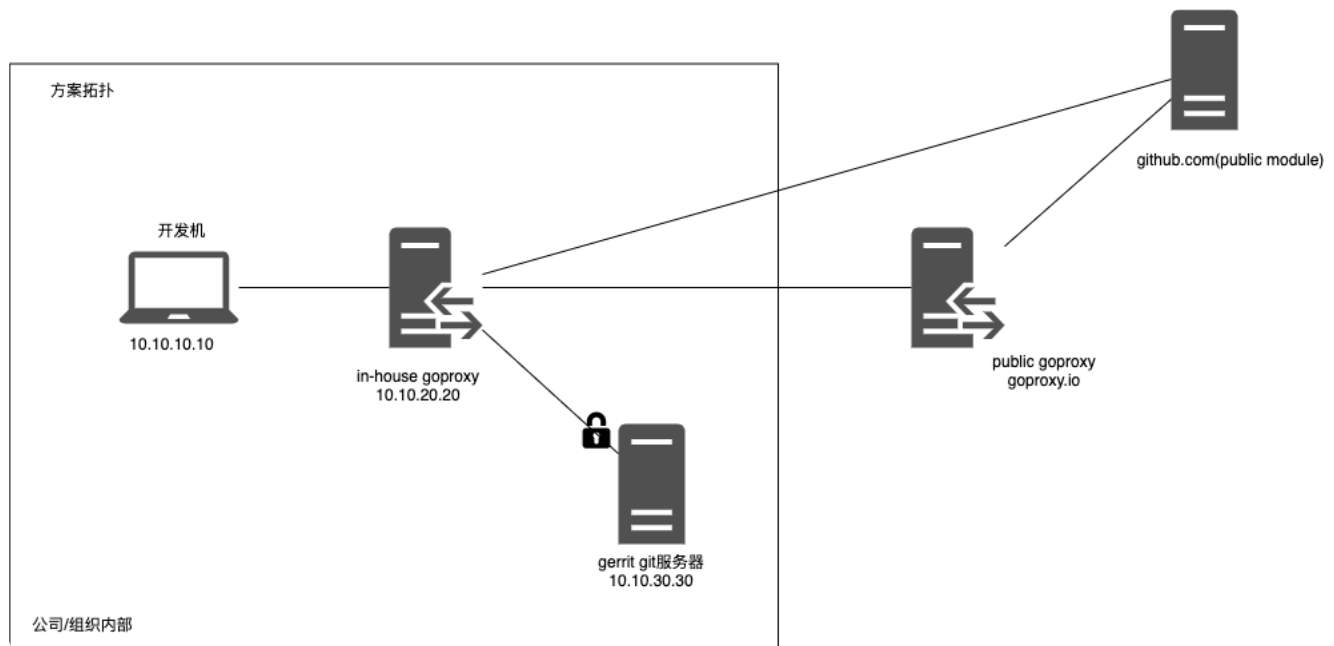 方案拓扑
github.com(public module)
开发机
10.10.10.10
in-house goproxy
10.10.20.20
public goproxy
goproxy.io
gerrit git服务器
10.10.30.30
公司/组织内部